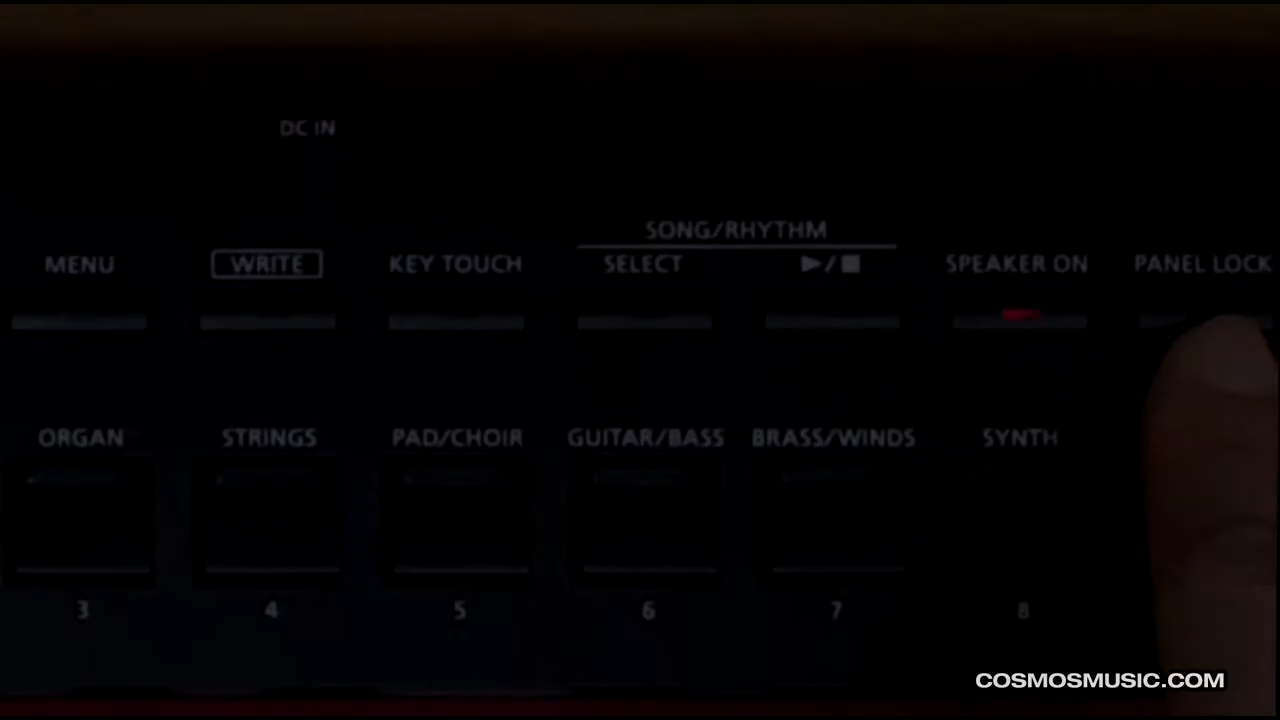 DC IN
SONG/RHYTHM
MENU WRITE KEY TOUCH SELECT ▶/■ SPEAKER ON PANEL LOCK
ORGAN STRINGS PAD/CHOIR GUITAR/BASS BRASS/WINDS SYNTH
3 4 5 6 7 8
COSMOSMUSIC.COM